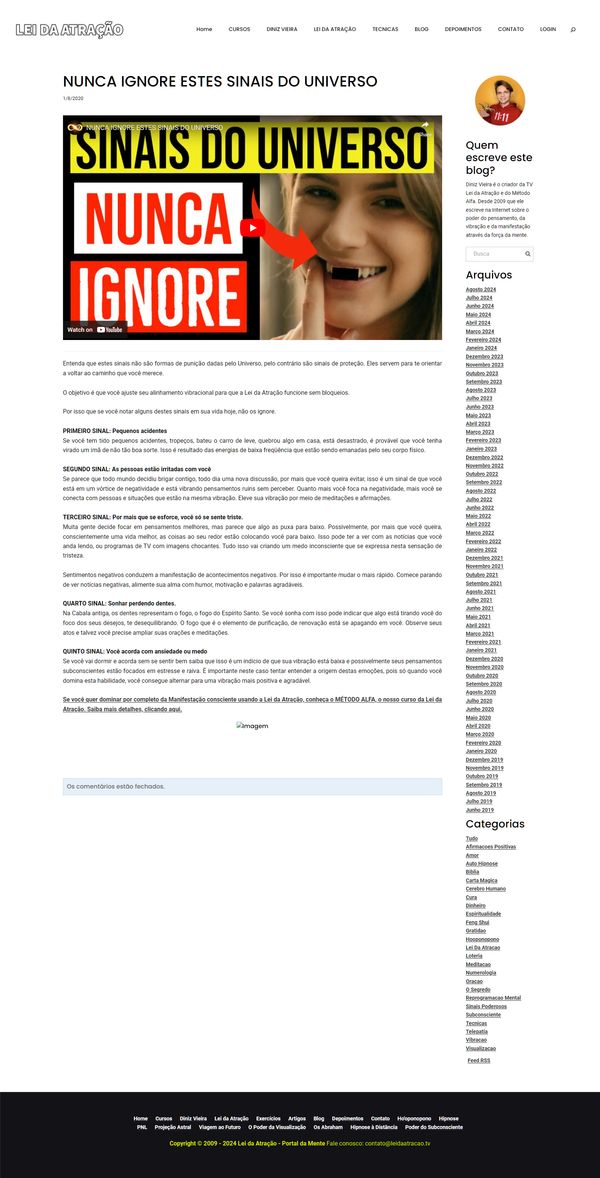 LEI DA ATRAÇÃO
Home CURSOS DINIZ VIEIRA LEI DA ATRAÇÃO TECNICAS BLOG DEPOIMENTOS CONTATO LOGIN
NUNCA IGNORE ESTES SINAIS DO UNIVERSO
1/8/2020
NUNCA IGNORE ESTES SINAIS DO UNIVERSO
Share
SINAIS DO UNIVERSO
NUNCA
IGNORE
Watch on YouTube
Entenda que estes sinais não são formas de punição dadas pelo Universo, pelo contrário são sinais de proteção. Eles servem para te orientar
a voltar ao caminho que você merece.
O objetivo é que você ajuste seu alinhamento vibracional para que a Lei da Atração funcione sem bloqueios.
Por isso que se você notar alguns destes sinais em sua vida hoje, não os ignore.
PRIMEIRO SINAL: Pequenos acidentes
Se você tem tido pequenos acidentes, tropeços, bateu o carro de leve, quebrou algo em casa, está desastrado, é provável que você tenha
virado um imã de não tão boa sorte. Isso é resultado das energias de baixa freqüência que estão sendo emanadas pelo seu corpo físico.
SEGUNDO SINAL: As pessoas estão irritadas com você
Se parece que todo mundo decidiu brigar contigo, todo dia uma nova discussão, por mais que você queira evitar, isso é um sinal de que você
está em um vórtice de negatividade e está vibrando pensamentos ruins sem perceber. Quanto mais você foca na negatividade, mais você se
conecta com pessoas e situações que estão na mesma vibração. Eleve sua vibração por meio de meditações e afirmações.
TERCEIRO SINAL: Por mais que se esforce, você só se sente triste.
Muita gente decide focar em pensamentos melhores, mas parece que algo as puxa para baixo. Possivelmente, por mais que você queira,
conscientemente uma vida melhor, as coisas ao seu redor estão colocando você para baixo. Isso pode ter a ver com as notícias que você
anda lendo, ou programas de TV com imagens chocantes. Tudo isso vai criando um medo inconsciente que se expressa nesta sensação de
tristeza.
Sentimentos negativos conduzem a manifestação de acontecimentos negativos. Por isso é importante mudar o mais rápido. Comece parando
de ver notícias negativas, alimente sua alma com humor, motivação e palavras agradáveis.
QUARTO SINAL: Sonhar perdendo dentes.
Na Cabala antiga, os dentes representam o fogo, o fogo do Espírito Santo. Se você sonha com isso pode indicar que algo está tirando você do
foco dos seus desejos, te desequilibrando. O fogo que é o elemento de purificação, de renovação está se apagando em você. Observe seus
atos e talvez você precise ampliar suas orações e meditações.
QUINTO SINAL: Você acorda com ansiedade ou medo
Se você vai dormir e acorda sem se sentir bem saiba que isso é um indício de que sua vibração está baixa e possivelmente seus pensamentos
subconscientes estão focados em estresse e raiva. É importante neste caso tentar entender a origem destas emoções, pois só quando você
domina esta habilidade, você consegue alternar para uma vibração mais positiva e agradável.
Se você quer dominar por completo da Manifestação consciente usando a Lei da Atração, conheça o MÉTODO ALFA, o nosso curso da Lei da
Atração. Saiba mais detalhes, clicando aqui.
Imagem
Os comentários estão fechados.
11:11
Quem
escreve este
blog?
Diniz Vieira é o criador da TV
Lei da Atração e do Método
Alfa. Desde 2009 que ele
escreve na Internet sobre o
poder do pensamento, da
vibração e da manifestação
através da força da mente.
Busca
Arquivos
Agosto 2024
Julho 2024
Junho 2024
Maio 2024
Abril 2024
Março 2024
Fevereiro 2024
Janeiro 2024
Dezembro 2023
Novembro 2023
Outubro 2023
Setembro 2023
Agosto 2023
Julho 2023
Junho 2023
Maio 2023
Abril 2023
Março 2023
Fevereiro 2023
Janeiro 2023
Dezembro 2022
Novembro 2022
Outubro 2022
Setembro 2022
Agosto 2022
Julho 2022
Junho 2022
Maio 2022
Abril 2022
Março 2022
Fevereiro 2022
Janeiro 2022
Dezembro 2021
Novembro 2021
Outubro 2021
Setembro 2021
Agosto 2021
Julho 2021
Junho 2021
Maio 2021
Abril 2021
Março 2021
Fevereiro 2021
Janeiro 2021
Dezembro 2020
Novembro 2020
Outubro 2020
Setembro 2020
Agosto 2020
Julho 2020
Junho 2020
Maio 2020
Abril 2020
Março 2020
Fevereiro 2020
Janeiro 2020
Dezembro 2019
Novembro 2019
Outubro 2019
Setembro 2019
Agosto 2019
Julho 2019
Junho 2019
Categorias
Tudo
Afirmacoes Positivas
Amor
Auto Hipnose
Biblia
Carta Magica
Cerebro Humano
Cura
Dinheiro
Espiritualidade
Feng Shui
Gratidao
Hooponopono
Lei Da Atracao
Loteria
Meditacao
Numerologia
Oracao
O Segredo
Reprogramacao Mental
Sinais Poderosos
Subconsciente
Tecnicas
Telepatia
Vibracao
Visualizacao
Feed RSS
Home Cursos Diniz Vieira Lei da Atração Exercícios Artigos Blog Depoimentos Contato Ho'oponopono Hipnose
PNL Projeção Astral Viagem ao Futuro O Poder da Visualização Os Abraham Hipnose à Distância Poder do Subconsciente
Copyright © 2009 - 2024 Lei da Atração - Portal da Mente Fale conosco: contato@leidaatracao.tv